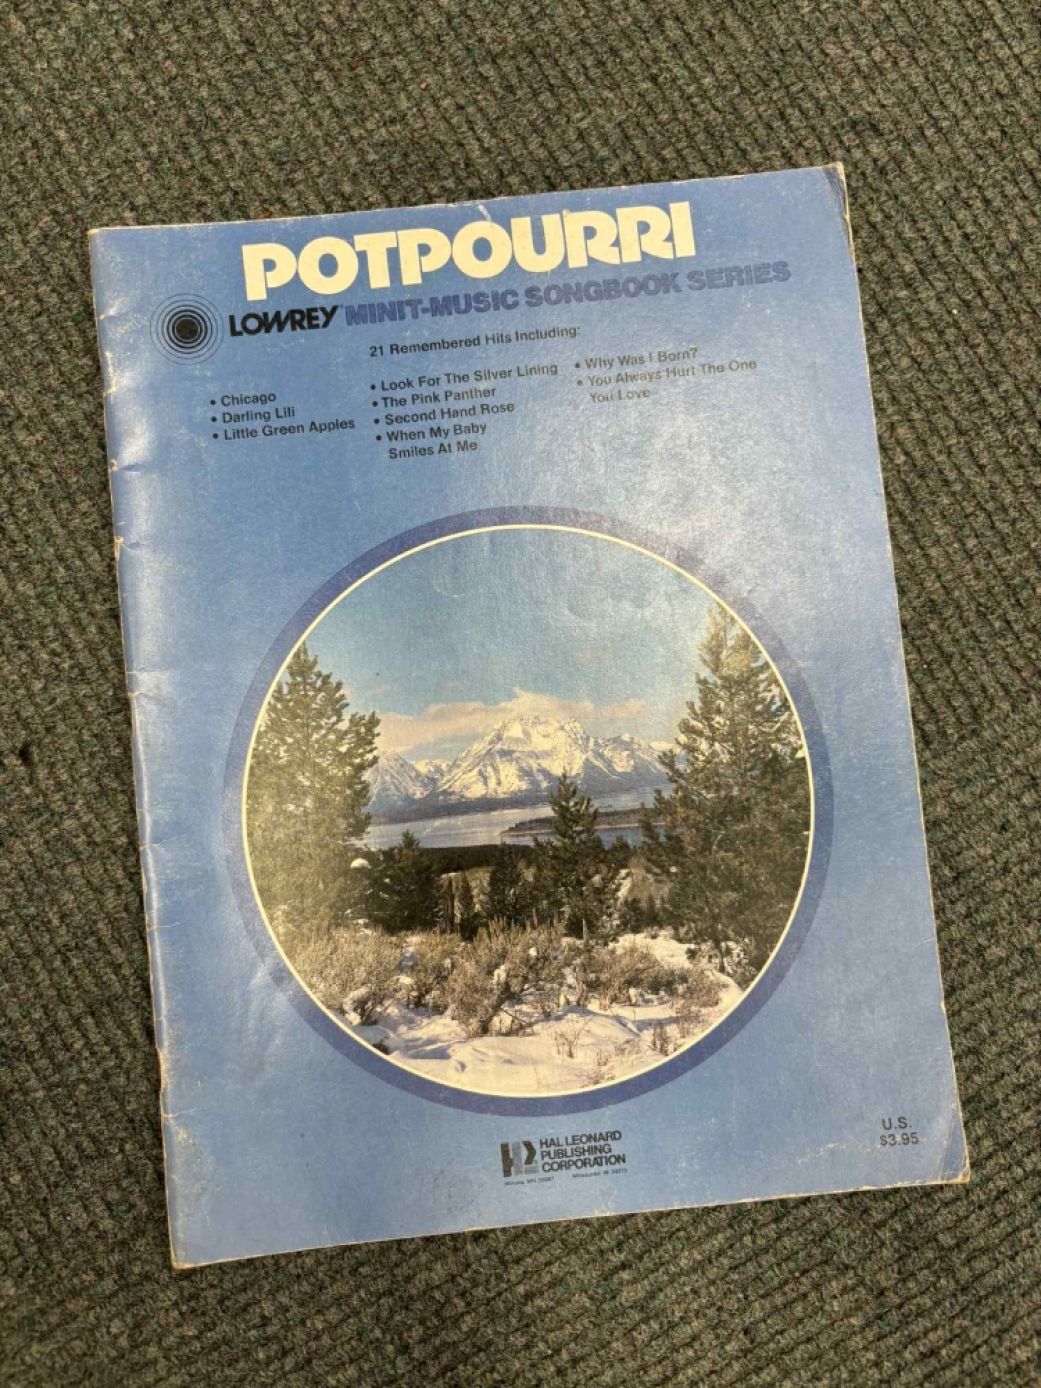 POTPOURRI
LOWREY MINIT-MUSIC SONGBOOK SERIES
21 Remembered Hits Including:
• Chicago
• Darling Lili
• Little Green Apples
• Look For The Silver Lining
• The Pink Panther
• Second Hand Rose
• When My Baby
Smiles At Me
• Why Was I Born?
• You Always Hurt The One
You Love
HAL LEONARD
PUBLISHING
CORPORATION
U.S.
$3.95